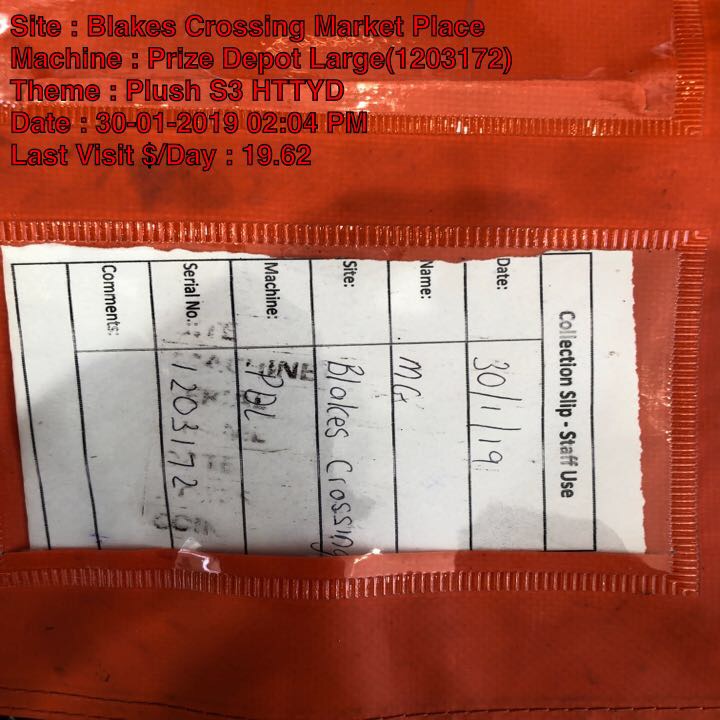 Site : Blakes Crossing Market Place
Machine : Prize Depot Large(1203172)
Theme : Plush S3 HTTYD
Date : 30-01-2019 02:04 PM
Last Visit $/Day : 19.62
Collection Slip - Staff Use
Date: 30/1/19
Name: MG
Site: Blakes Crossing
Machine: PDL
Serial No.: 1203172
Comments: